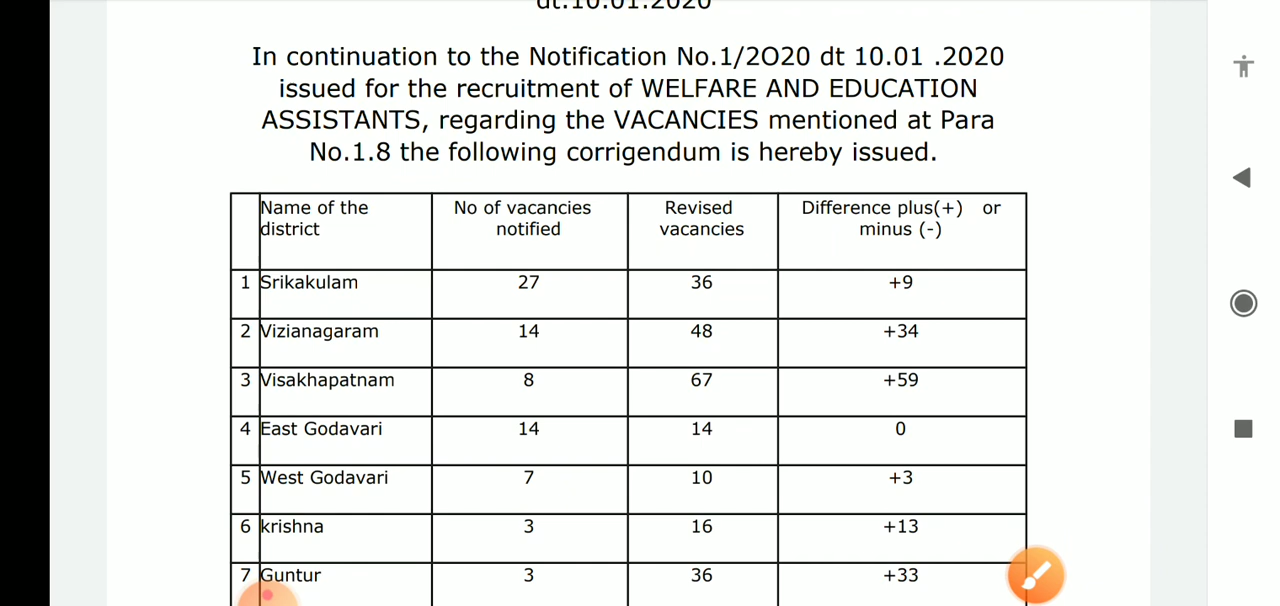 dt.10.01.2020
In continuation to the Notification No.1/2O20 dt 10.01 .2020
issued for the recruitment of WELFARE AND EDUCATION
ASSISTANTS, regarding the VACANCIES mentioned at Para
No.1.8 the following corrigendum is hereby issued.
Name of the district No of vacancies notified Revised vacancies Difference plus(+) or minus (-)
1 Srikakulam 27 36 +9
2 Vizianagaram 14 48 +34
3 Visakhapatnam 8 67 +59
4 East Godavari 14 14 0
5 West Godavari 7 10 +3
6 krishna 3 16 +13
7 Guntur 3 36 +33